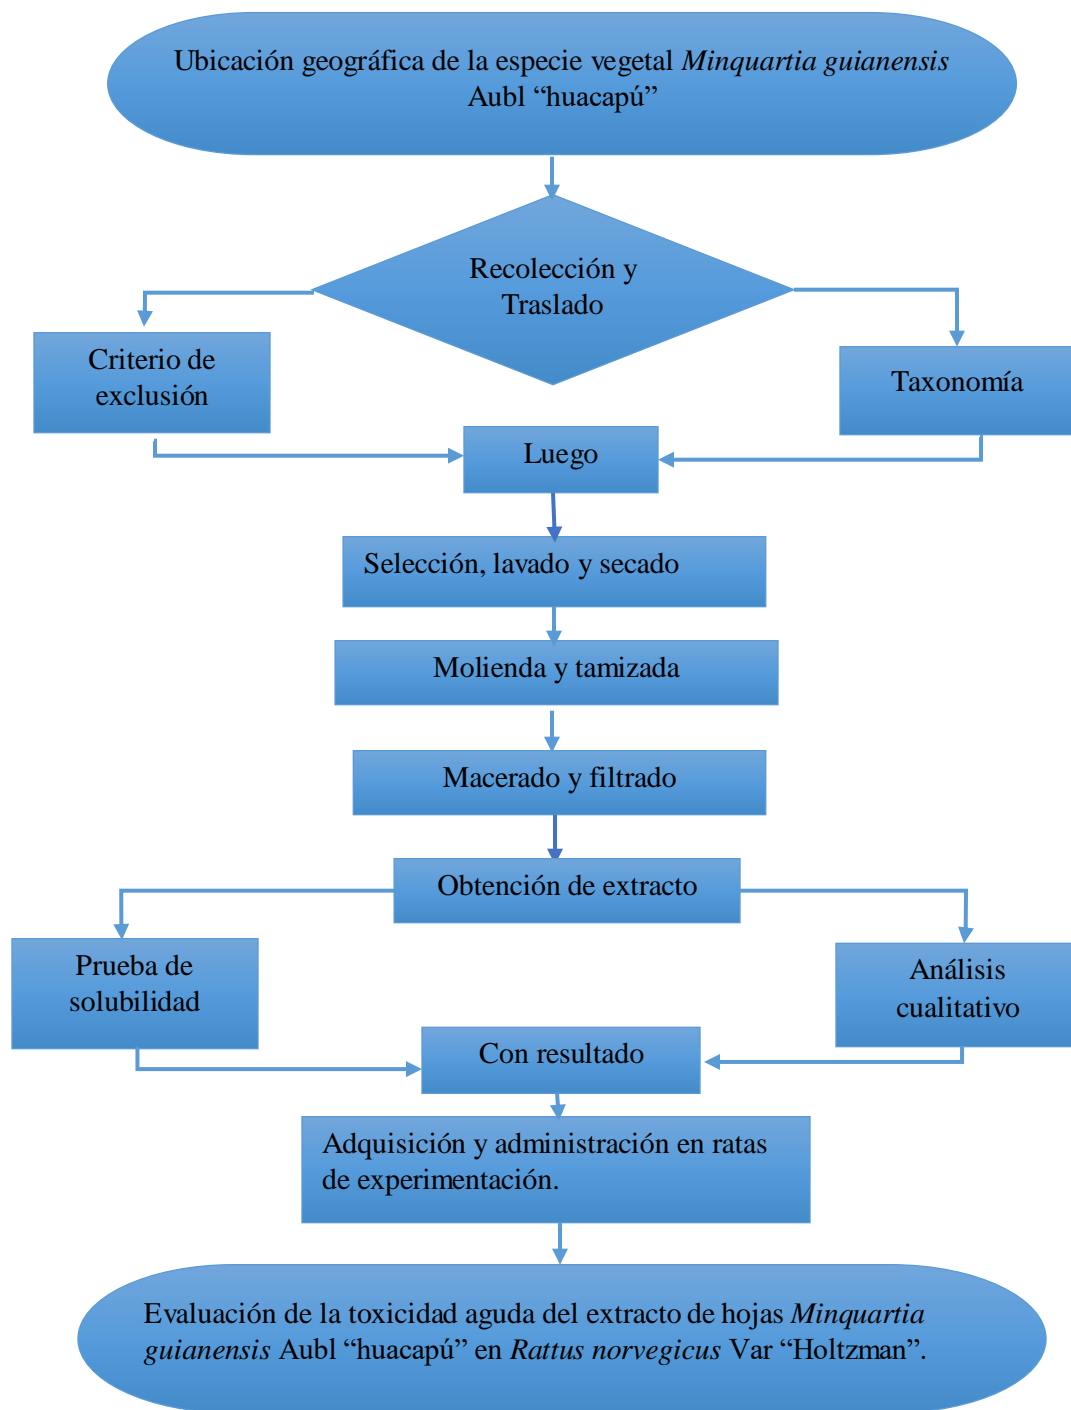 Ubicación geográfica de la especie vegetal Minquartia guianensis
Aubl “huacapú”
Recolección y
Traslado
Criterio de
exclusión
Taxonomía
Luego
Selección, lavado y secado
Molienda y tamizada
Macerado y filtrado
Obtención de extracto
Prueba de
solubilidad
Análisis
cualitativo
Con resultado
Adquisición y administración en ratas
de experimentación.
Evaluación de la toxicidad aguda del extracto de hojas Minquartia
guianensis Aubl “huacapú” en Rattus norvegicus Var “Holtzman”.